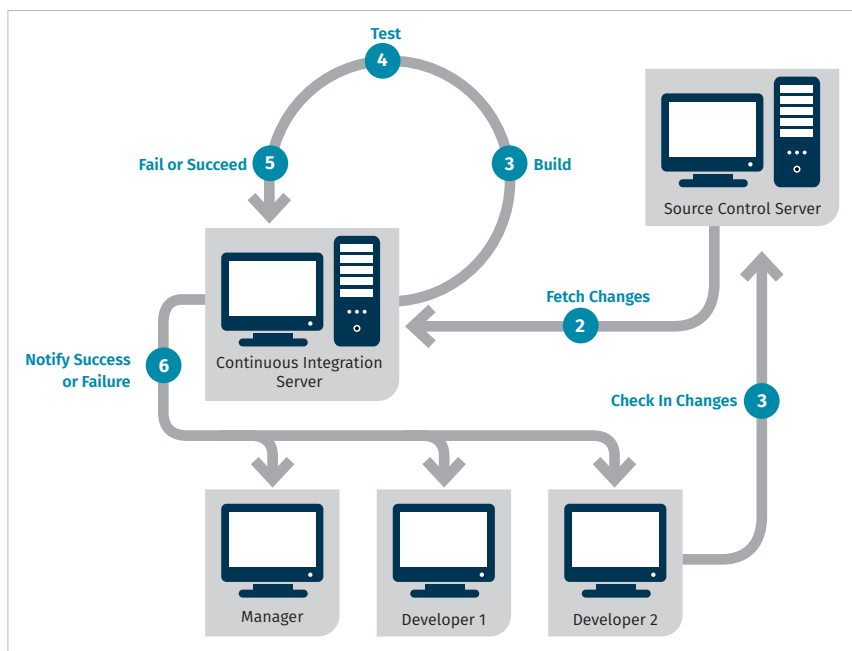 Test
4
Fail or Succeed
5
3
Build
Source Control Server
Fetch Changes
2
Continuous Integration
Server
Notify Success
or Failure
6
Check In Changes
3
Manager
Developer 1
Developer 2